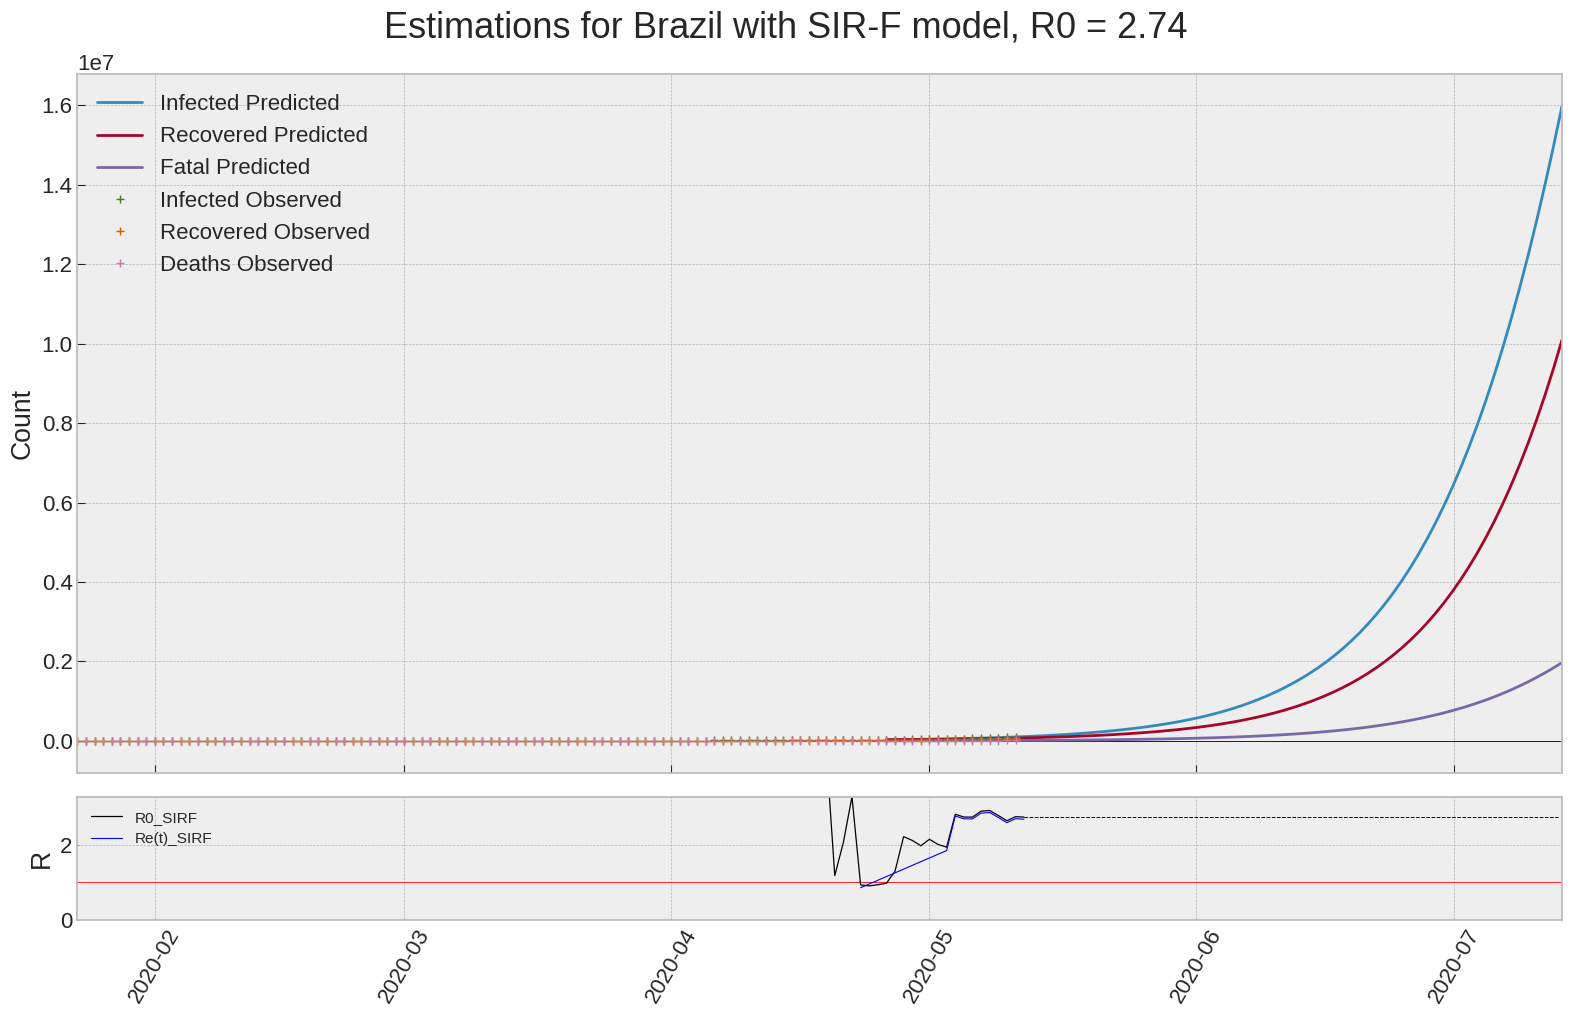 Estimations for Brazil with SIR-F model, R0 = 2.74
1e7
Infected Predicted
Recovered Predicted
Fatal Predicted
Infected Observed
Recovered Observed
Deaths Observed
1.6
1.4
1.2
1.0
0.8
0.6
0.4
0.2
0.0
Count
R0_SIRF
Re(t)_SIRF
2
0
R
2020-02
2020-03
2020-04
2020-05
2020-06
2020-07